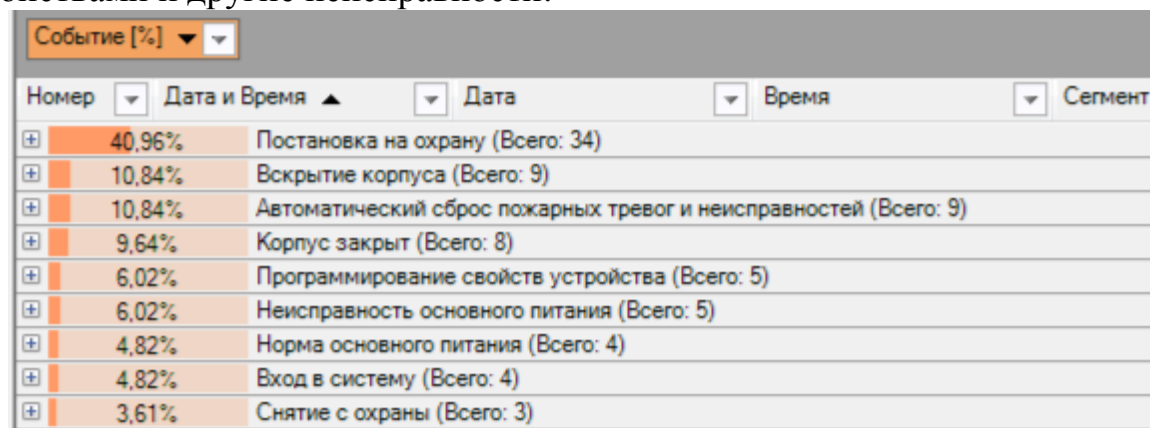 другие неисправности.
Событие [%]
Номер Дата и Время Дата Время Сегмент
40,96% Постановка на охрану (Всего: 34)
10,84% Вскрытие корпуса (Всего: 9)
10,84% Автоматический сброс пожарных тревог и неисправностей (Всего: 9)
9,64% Корпус закрыт (Всего: 8)
6,02% Программирование свойств устройства (Всего: 5)
6,02% Неисправность основного питания (Всего: 5)
4,82% Норма основного питания (Всего: 4)
4,82% Вход в систему (Всего: 4)
3,61% Снятие с охраны (Всего: 3)